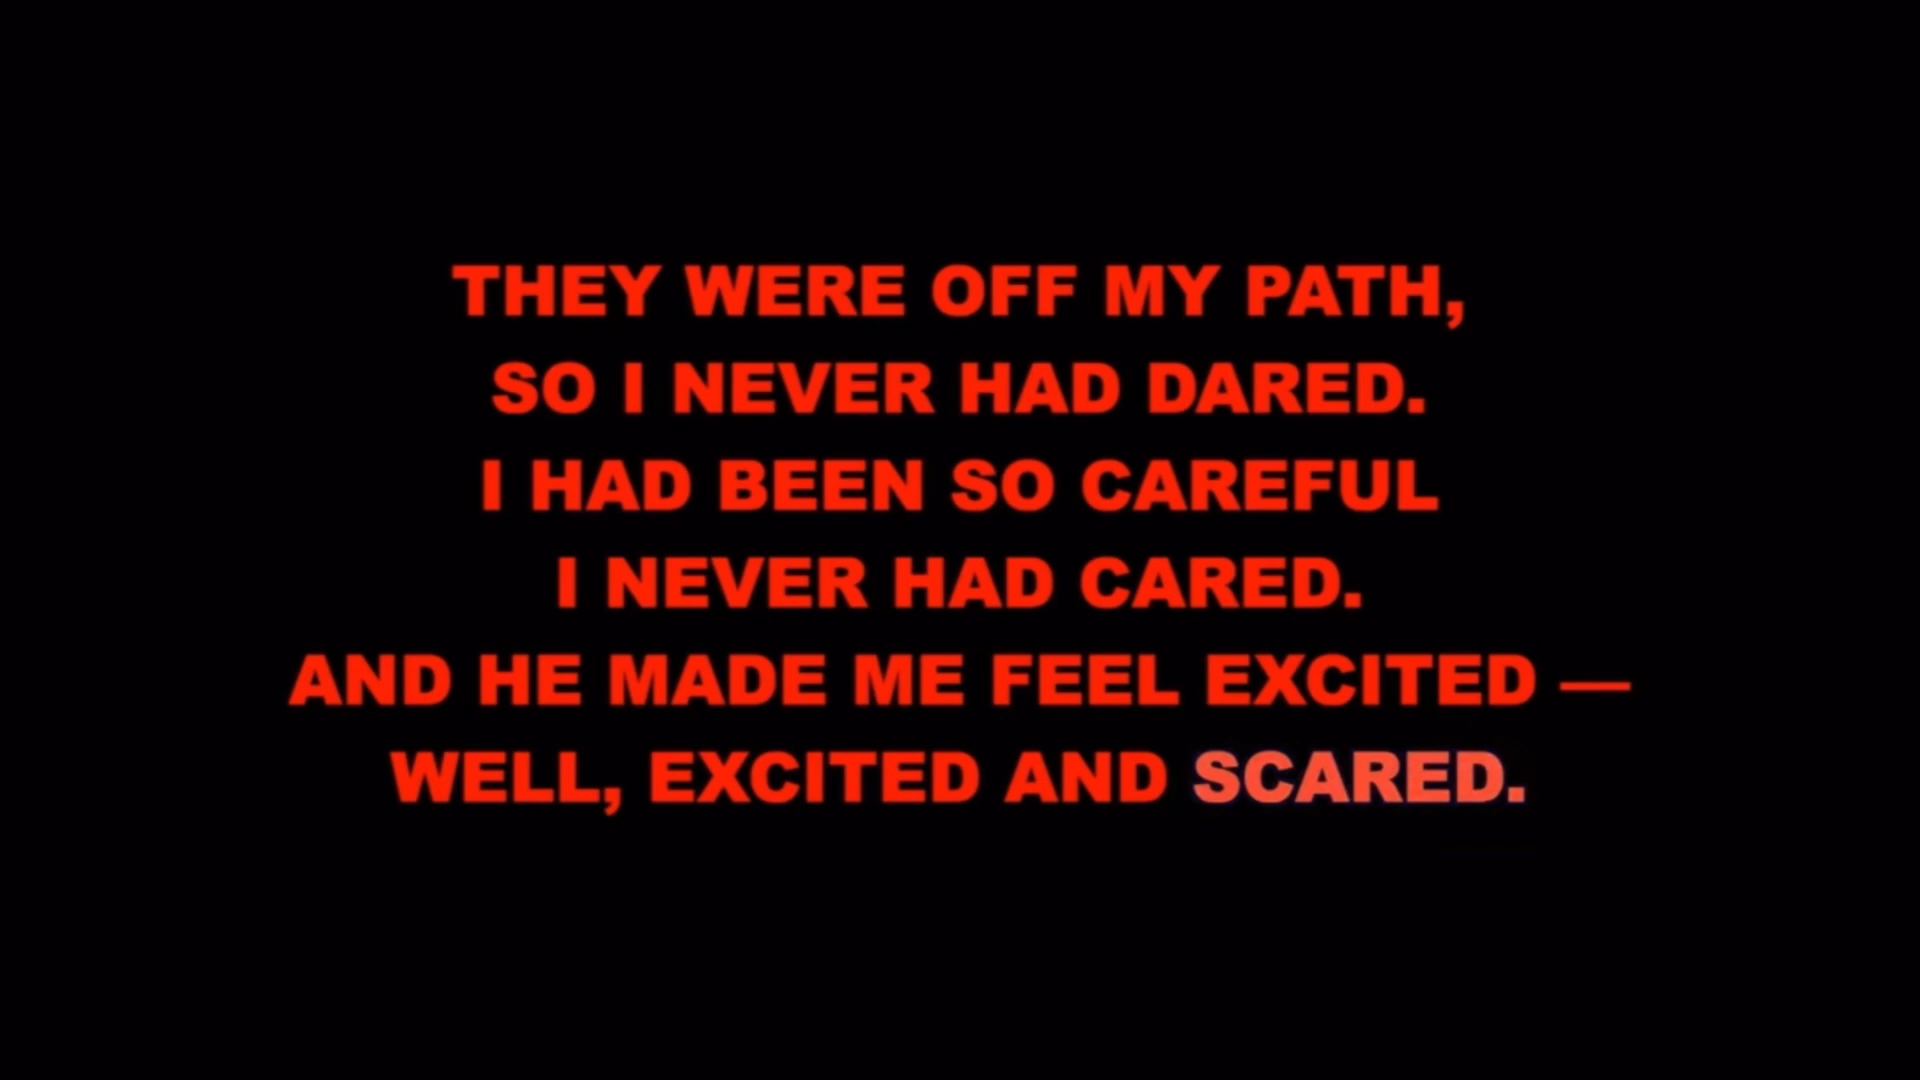 THEY WERE OFF MY PATH,
SO I NEVER HAD DARED.
I HAD BEEN SO CAREFUL
I NEVER HAD CARED.
AND HE MADE ME FEEL EXCITED —
WELL, EXCITED AND SCARED.